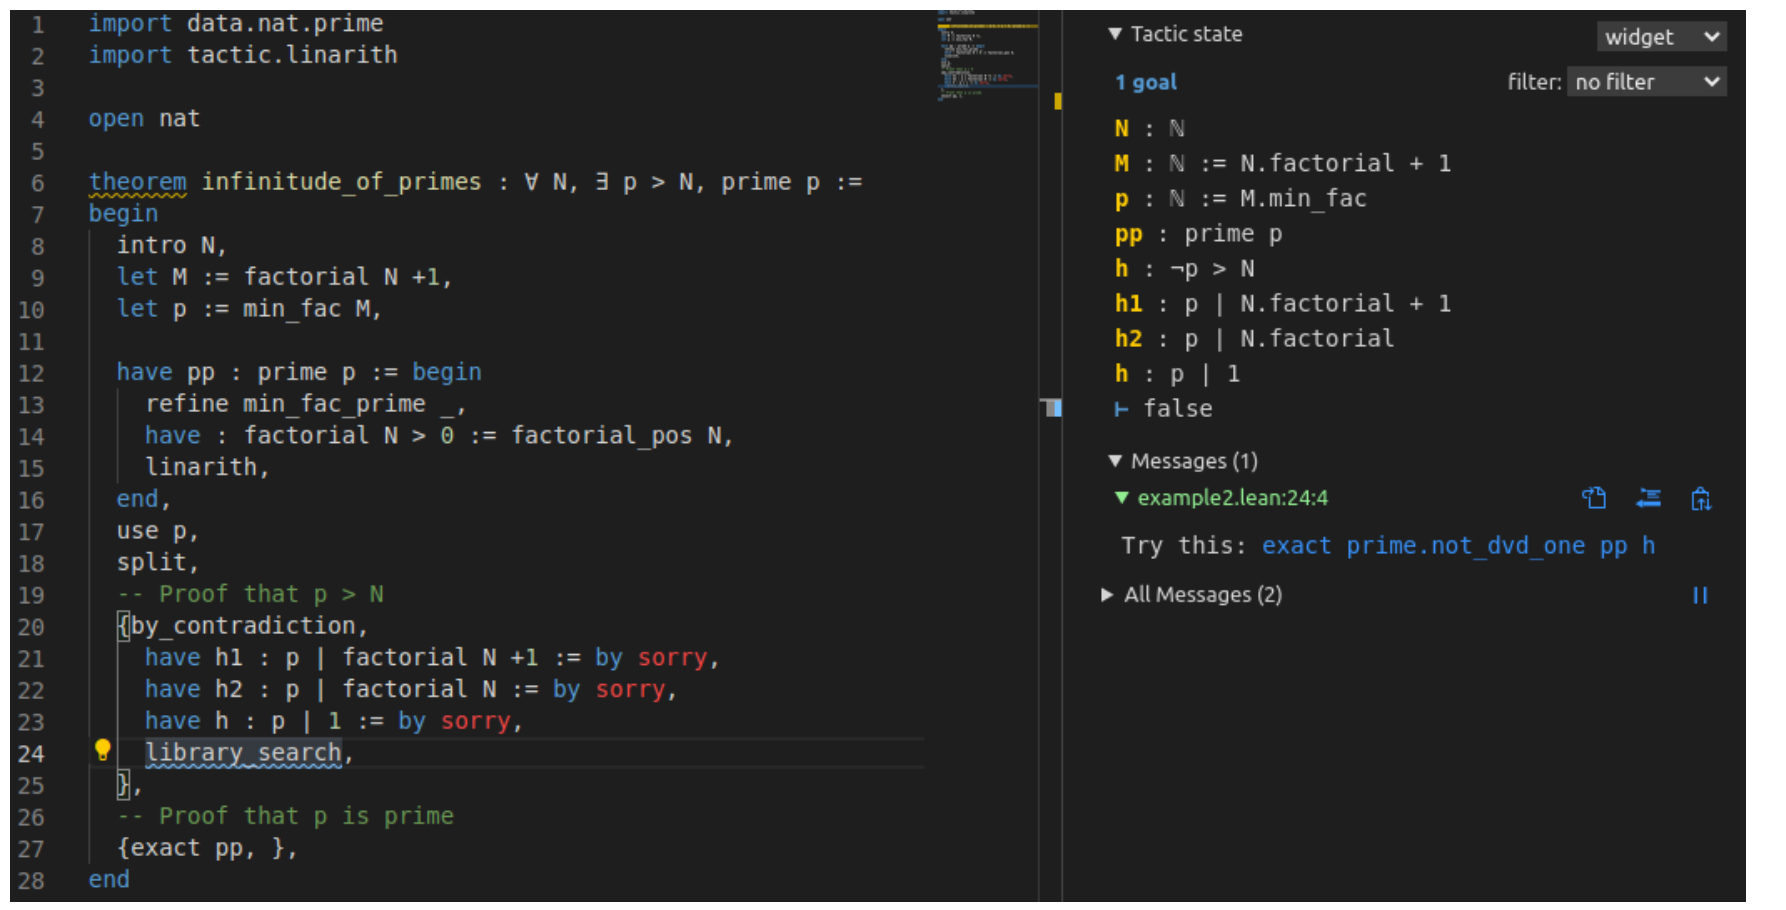 1 import data.nat.prime
2 import tactic.linarith
3
4 open nat
5
6 theorem infinitude_of_primes : ∀ N, ∃ p > N, prime p :=
7 begin
8 intro N,
9 let M := factorial N +1,
10 let p := min_fac M,
11
12 have pp : prime p := begin
13 refine min_fac_prime _,
14 have : factorial N > 0 := factorial_pos N,
15 linarith,
16 end,
17 use p,
18 split,
19 -- Proof that p > N
20 {by_contradiction,
21 have h1 : p | factorial N +1 := by sorry,
22 have h2 : p | factorial N := by sorry,
23 have h : p | 1 := by sorry,
24 library_search,
25 },
26 -- Proof that p is prime
27 {exact pp, },
28 end
▼ Tactic state
widget
1 goal
filter: no filter
N : ℕ
M : ℕ := N.factorial + 1
p : ℕ := M.min_fac
pp : prime p
h : ¬p > N
h1 : p | N.factorial + 1
h2 : p | N.factorial
h : p | 1
⊢ false
▼ Messages (1)
▼ example2.lean:24:4
Try this: exact prime.not_dvd_one pp h
▶ All Messages (2)